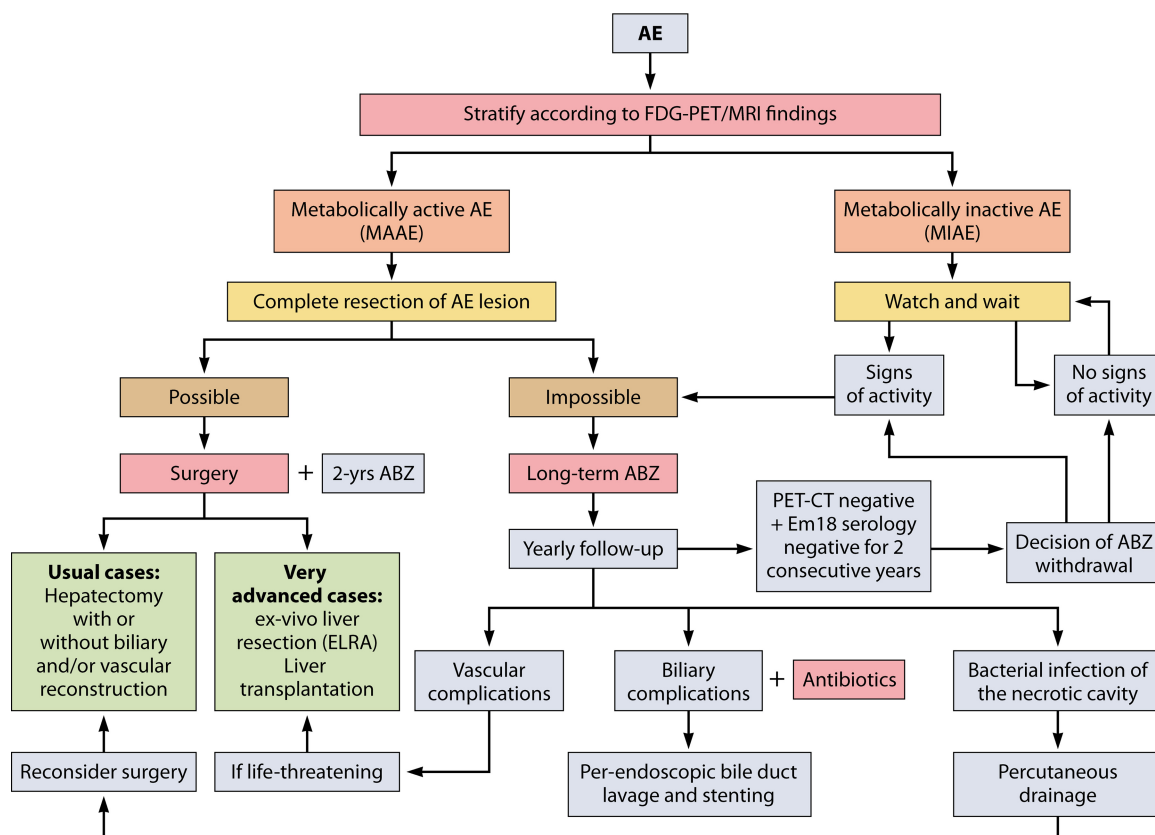 AE
Stratify according to FDG-PET/MRI findings
Metabolically active AE
(MAAE)
Metabolically inactive AE
(MIAE)
Complete resection of AE lesion
Watch and wait
Possible
Impossible
Signs
of activity
No signs
of activity
Surgery
+
2-yrs ABZ
Long-term ABZ
Yearly follow-up
PET-CT negative
+ Em18 serology
negative for 2
consecutive years
Decision of ABZ
withdrawal
Usual cases:
Hepatectomy
with or
without biliary
and/or vascular
reconstruction
Very
advanced cases:
ex-vivo liver
resection (ELRA)
Liver
transplantation
Vascular
complications
Biliary
complications
+
Antibiotics
Bacterial infection of
the necrotic cavity
Reconsider surgery
If life-threatening
Per-endoscopic bile duct
lavage and stenting
Percutaneous
drainage